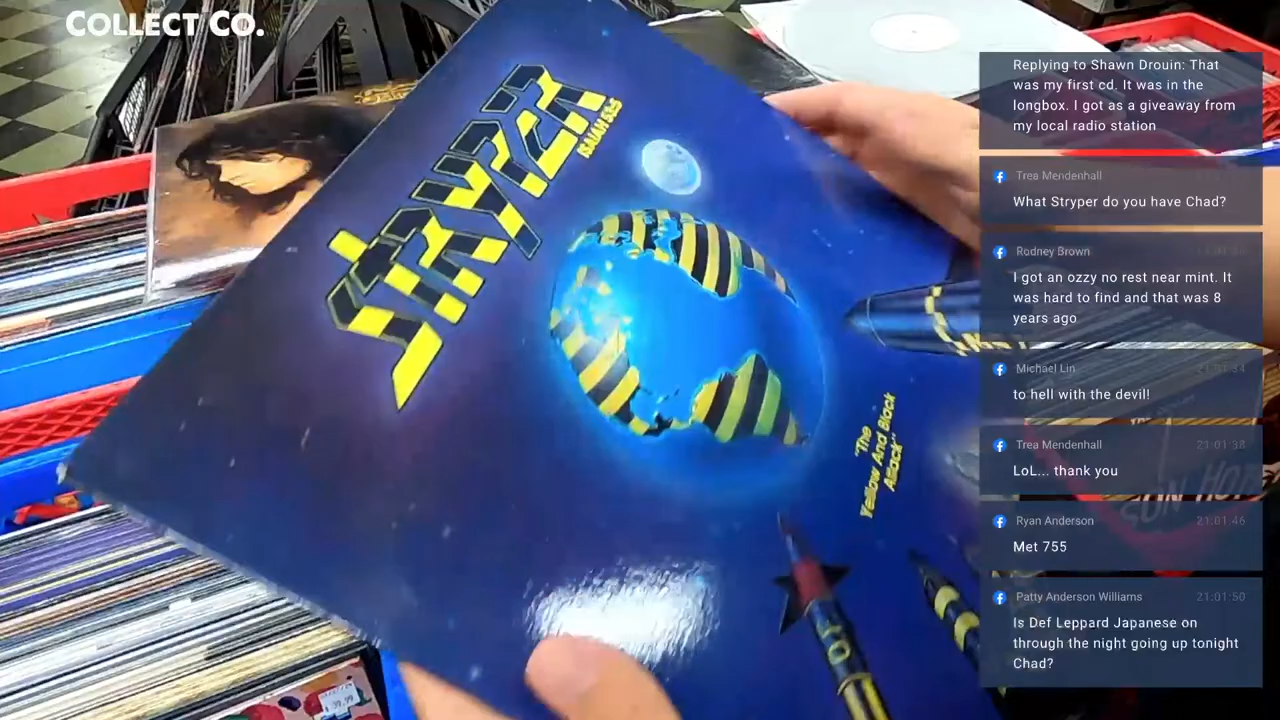 COLLECT CO.
STRYPER
ISAIAH 53:5
"The
Yellow And Black
Attack"
Replying to Shawn Drouin: That
was my first cd. It was in the
longbox. I got as a giveaway from
my local radio station
Trea Mendenhall
What Stryper do you have Chad?
Rodney Brown
I got an ozzy no rest near mint. It
was hard to find and that was 8
years ago
Michael Lin
21:01:34
to hell with the devil!
Trea Mendenhall
21:01:38
LoL... thank you
Ryan Anderson
21:01:46
Met 755
Patty Anderson Williams
21:01:50
Is Def Leppard Japanese on
through the night going up tonight
Chad?